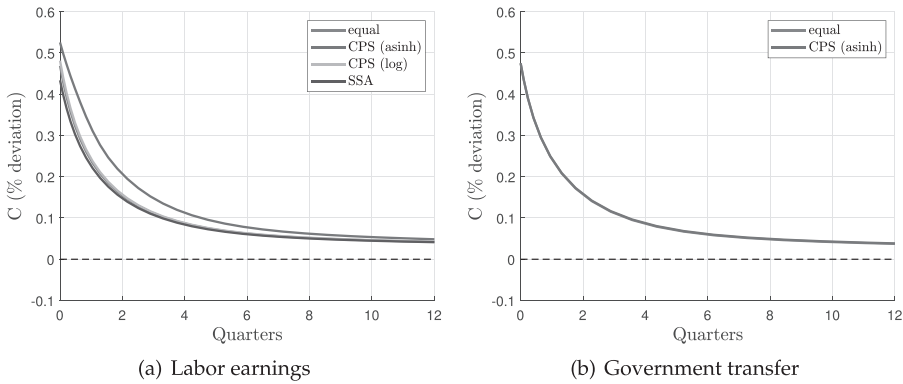 0.6
0.5
0.4
0.3
0.2
0.1
0
-0.1
C (% deviation)
equal
CPS (asinh)
CPS (log)
SSA
0 2 4 6 8 10 12
Quarters
(a) Labor earnings
0.6
0.5
0.4
0.3
0.2
0.1
0
-0.1
C (% deviation)
equal
CPS (asinh)
0 2 4 6 8 10 12
Quarters
(b) Government transfer